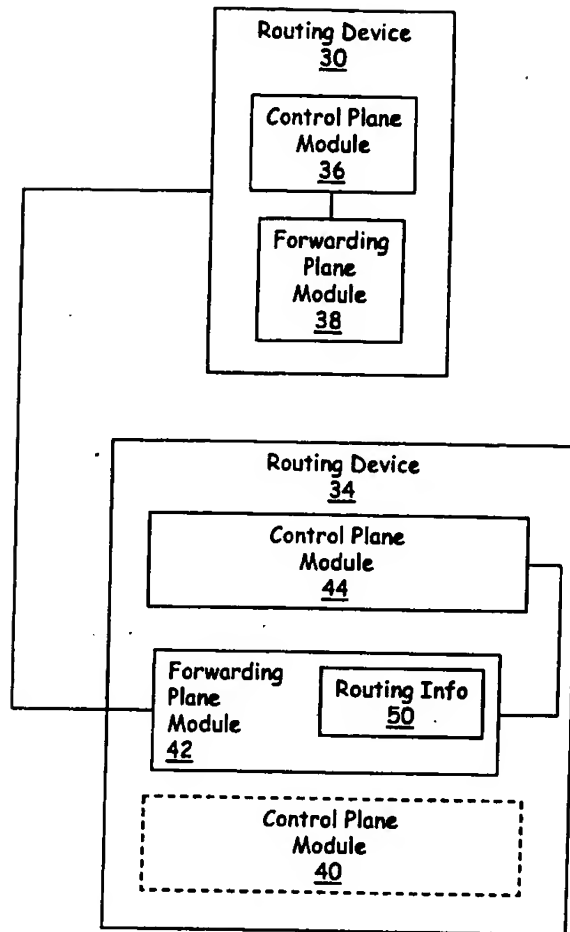 Routing Device
30
Control Plane
Module
36
Forwarding
Plane
Module
38
Routing Device
34
Control Plane
Module
44
Forwarding
Plane
Module
42
Routing Info
50
Control Plane
Module
40